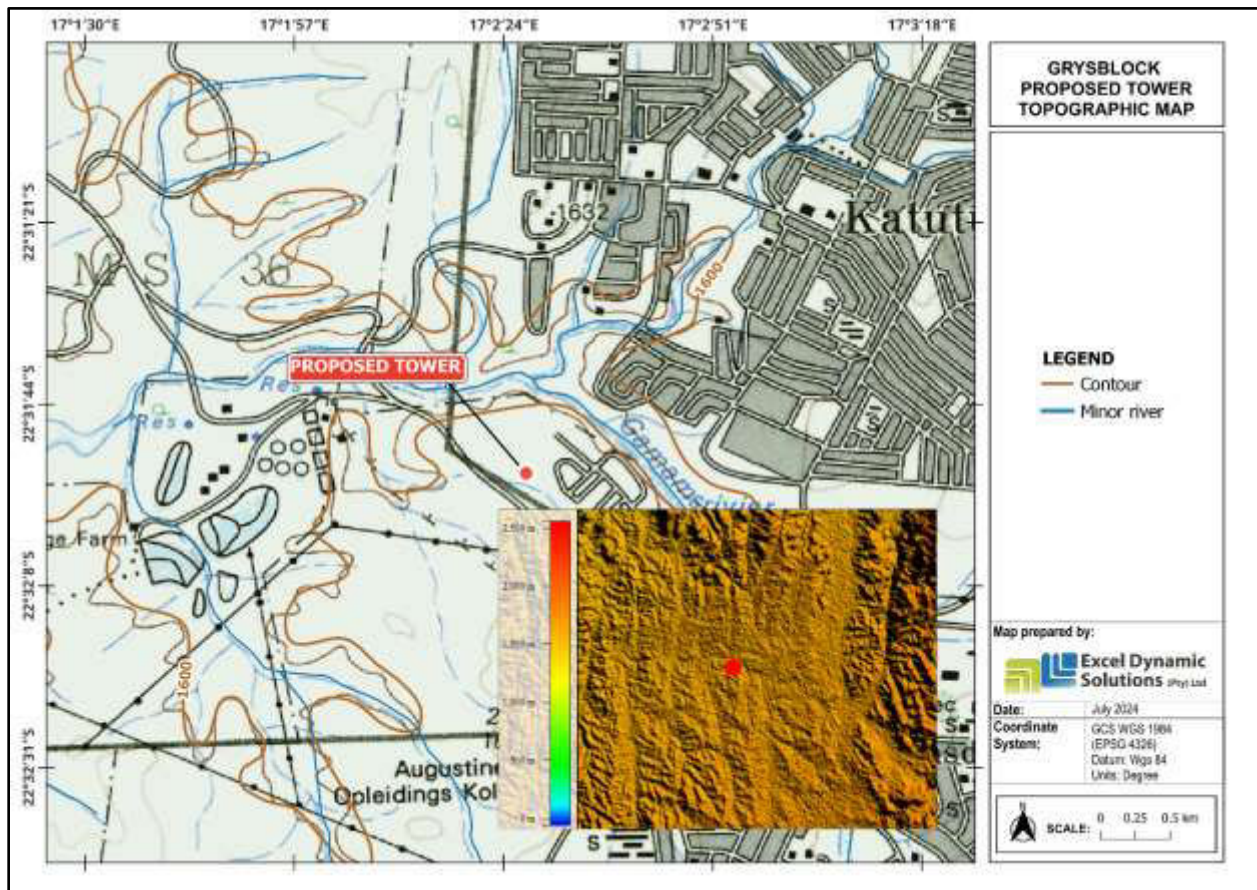 17°1'30"E 17°1'57"E 17°2'24"E 17°2'51"E 17°3'18"E
22°31'21"S
22°31'44"S
22°32'8"S
22°32'31"S
S
1632
Katut
M S 36
1600
S
PROPOSED TOWER
Res
Res
S
Gamamsrivier
ge Farm
1600
Augustine
Opleidings Kol
S
S
S
GRYSBLOCK
PROPOSED TOWER
TOPOGRAPHIC MAP
LEGEND
Contour
Minor river
Map prepared by:
Excel Dynamic
Solutions (Pty) Ltd
Date: July 2024
Coordinate System: GCS WGS 1984
(EPSG 4326)
Datum: Wgs 84
Units: Degree
N
SCALE: 0 0.25 0.5 km